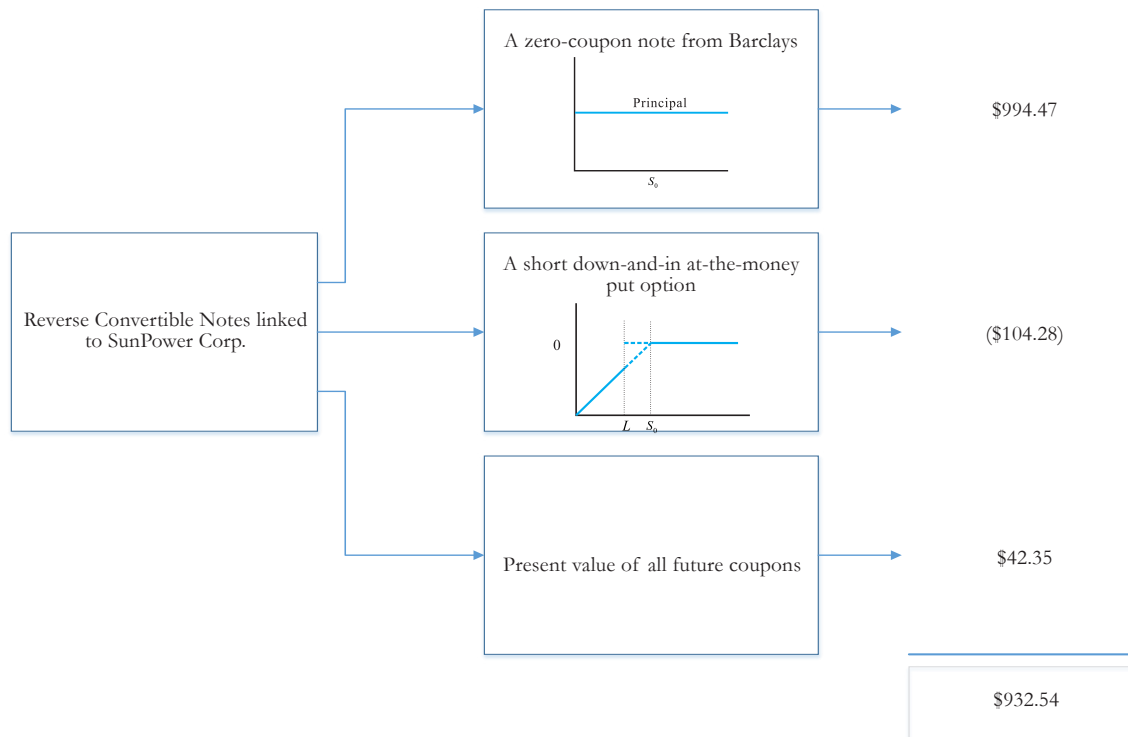 A zero-coupon note from Barclays
Principal
S₀
$994.47
Reverse Convertible Notes linked
to SunPower Corp.
A short down-and-in at-the-money
put option
0
L S₀
($104.28)
Present value of all future coupons
$42.35
$932.54